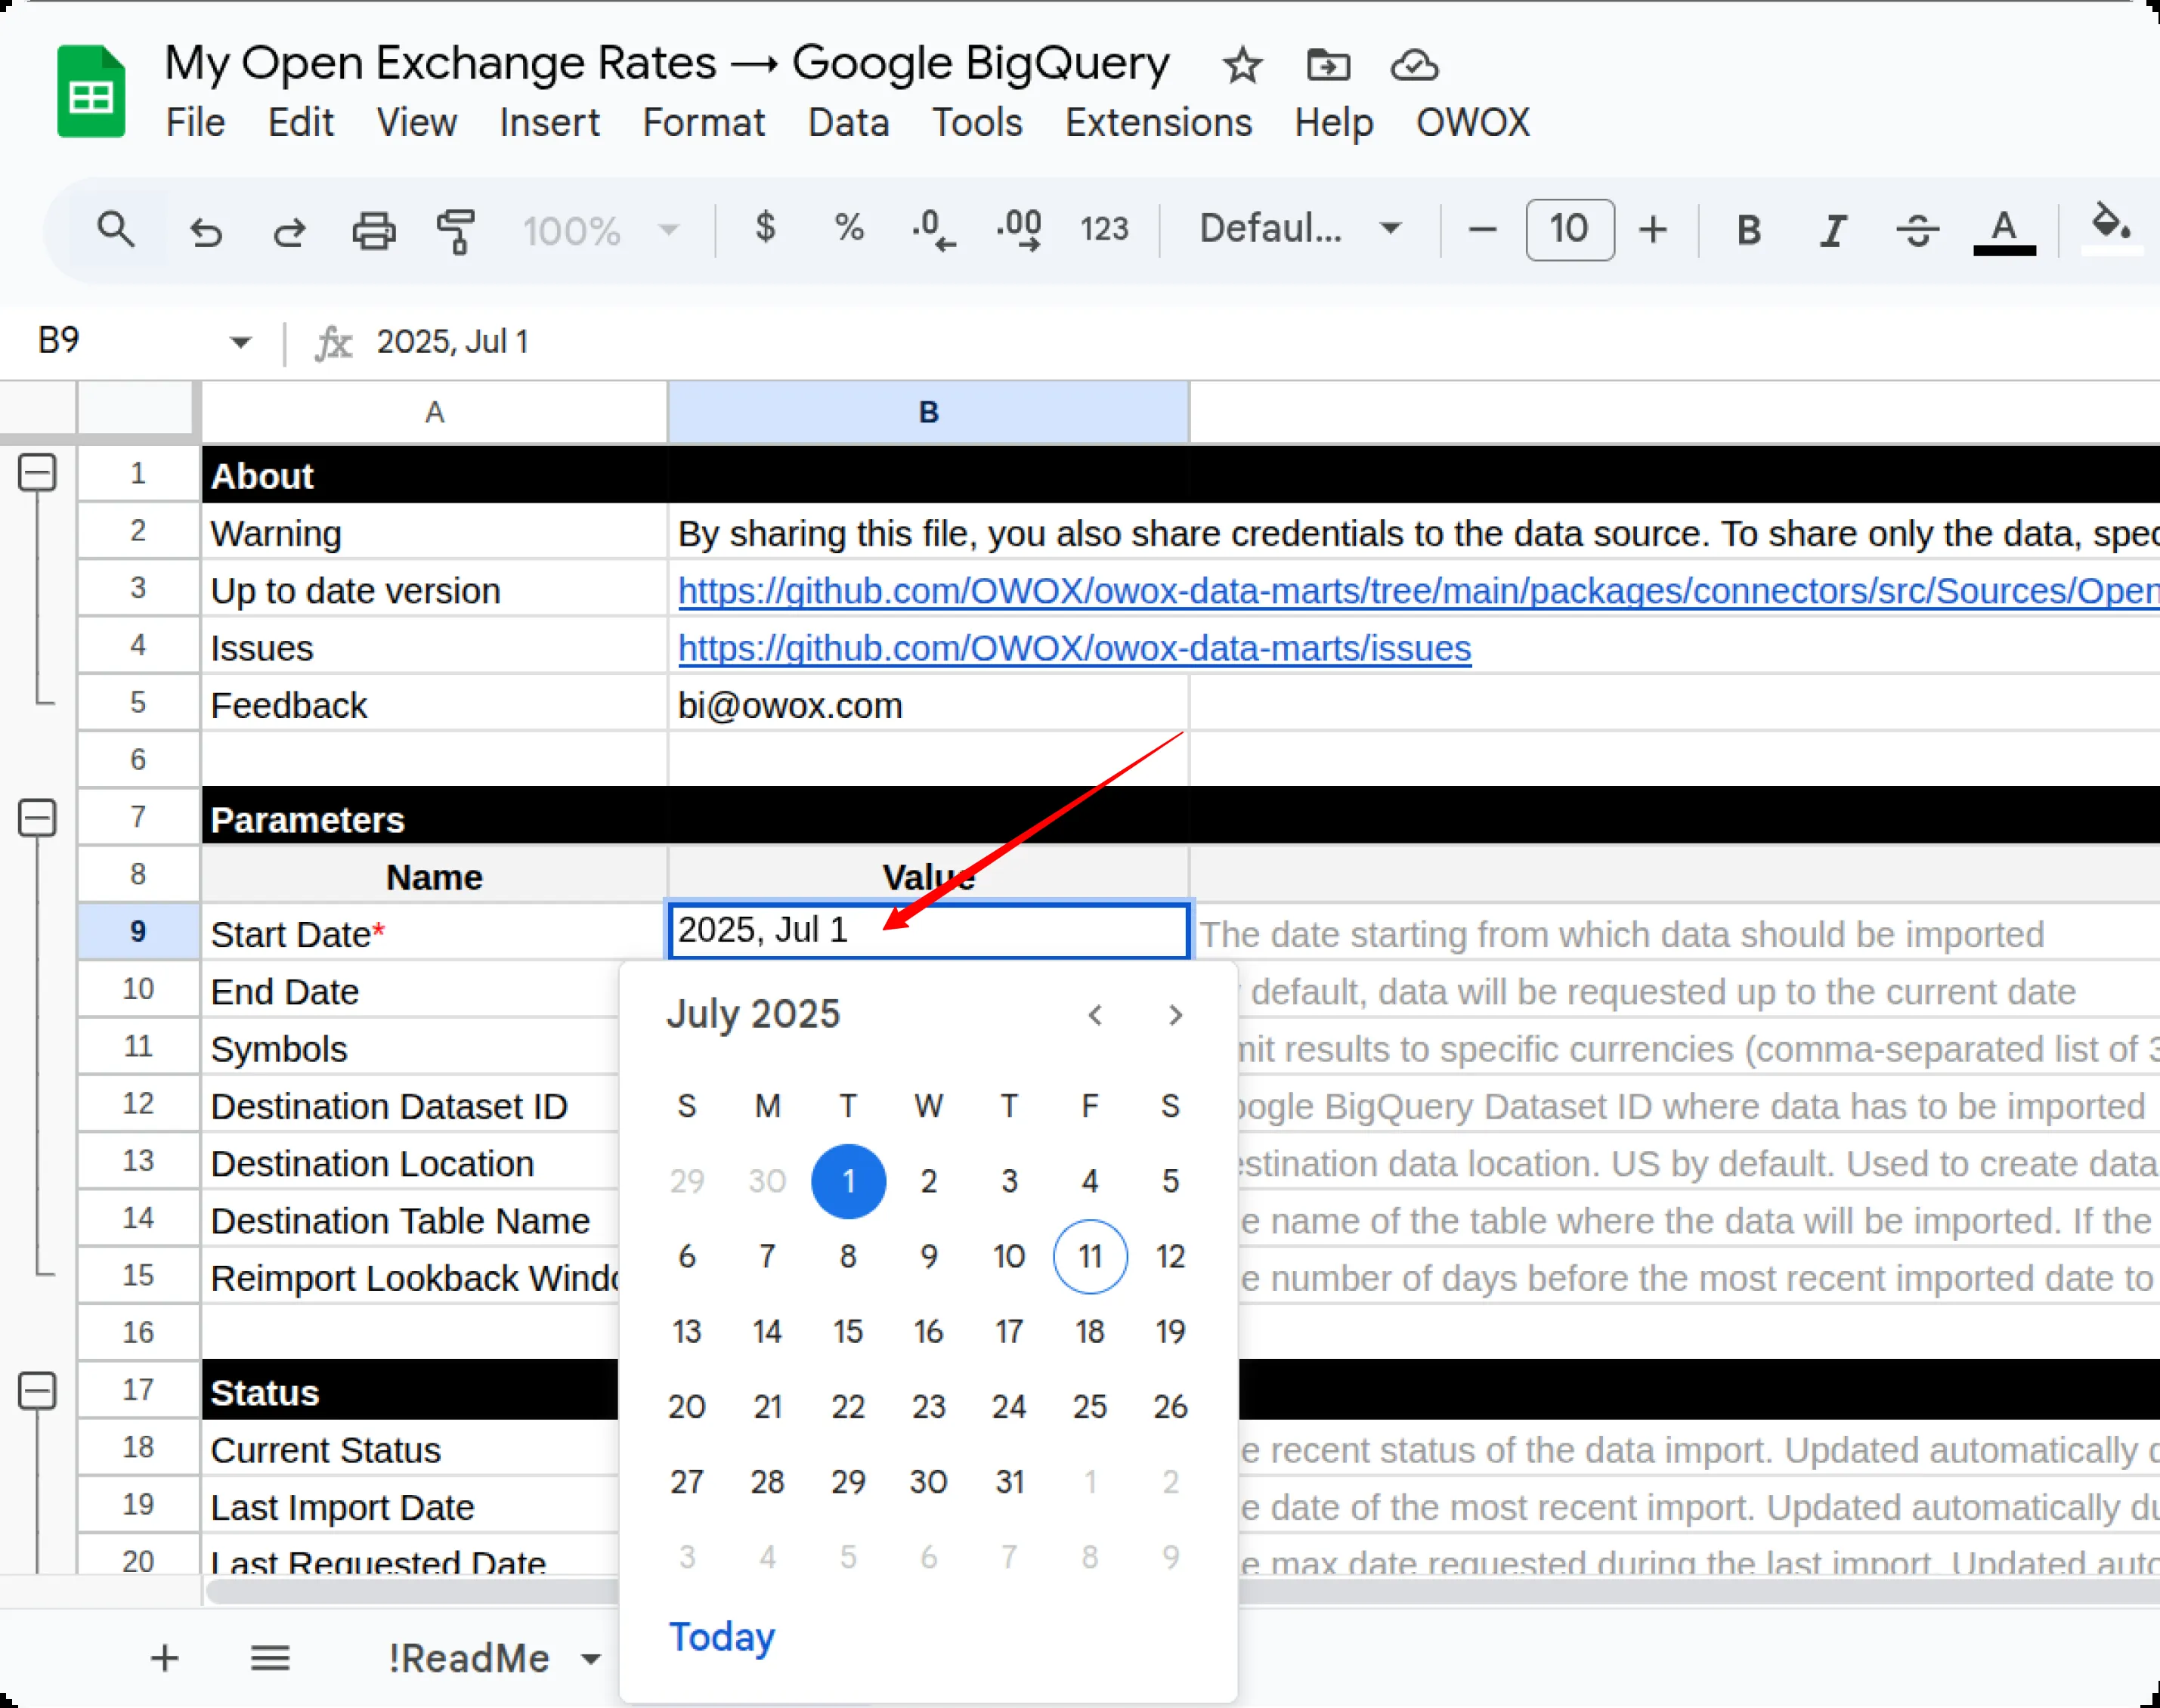 My Open Exchange Rates → Google BigQuery
File Edit View Insert Format Data Tools Extensions Help OWOX
100% $ % .0 .00 123 Defaul... − 10 + B I S A
B9 fx 2025, Jul 1
A B
1 About
2 Warning By sharing this file, you also share credentials to the data source. To share only the data, spec
3 Up to date version https://github.com/OWOX/owox-data-marts/tree/main/packages/connectors/src/Sources/Open
4 Issues https://github.com/OWOX/owox-data-marts/issues
5 Feedback bi@owox.com
6
7 Parameters
8 Name Value
9 Start Date* 2025, Jul 1 The date starting from which data should be imported
10 End Date default, data will be requested up to the current date
11 Symbols mit results to specific currencies (comma-separated list of 3
12 Destination Dataset ID oogle BigQuery Dataset ID where data has to be imported
13 Destination Location estination data location. US by default. Used to create data
14 Destination Table Name e name of the table where the data will be imported. If the
15 Reimport Lookback Windo e number of days before the most recent imported date to
16
17 Status
18 Current Status e recent status of the data import. Updated automatically d
19 Last Import Date e date of the most recent import. Updated automatically du
20 Last Requested Date e max date requested during the last import. Updated auto
July 2025 < >
S M T W T F S
29 30 1 2 3 4 5
6 7 8 9 10 11 12
13 14 15 16 17 18 19
20 21 22 23 24 25 26
27 28 29 30 31 1 2
3 4 5 6 7 8 9
Today
+ !ReadMe